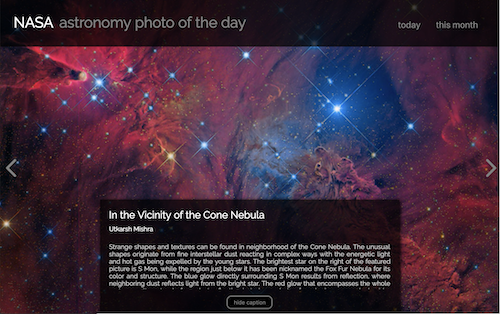 NASA astronomy photo of the day
today this month
In the Vicinity of the Cone Nebula
Utkarsh Mishra
Strange shapes and textures can be found in neighborhood of the Cone Nebula. The unusual
shapes originate from fine interstellar dust reacting in complex ways with the energetic light
and hot gas being expelled by the young stars. The brightest star on the right of the featured
picture is S Mon, while the region just below it has been nicknamed the Fox Fur Nebula for its
color and structure. The blue glow directly surrounding S Mon results from reflection, where
neighboring dust reflects light from the bright star. The red glow that encompasses the whole
hide caption